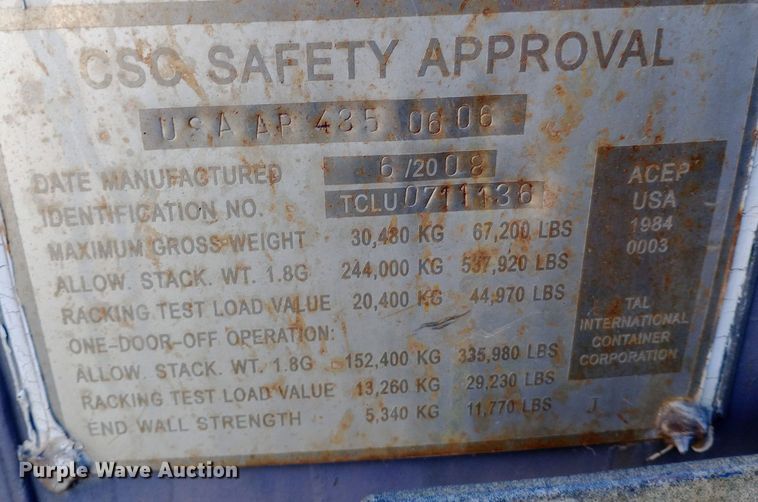 CSC SAFETY APPROVAL
USA AP 485 0606
DATE MANUFACTURED 6/2008
IDENTIFICATION NO. TCLU0711136
MAXIMUM GROSS WEIGHT 30,480 KG 67,200 LBS
ALLOW. STACK. WT. 1.8G 244,000 KG 537,920 LBS
RACKING TEST LOAD VALUE 20,400 KG 44,970 LBS
ONE-DOOR-OFF OPERATION:
ALLOW. STACK. WT. 1.8G 152,400 KG 335,980 LBS
RACKING TEST LOAD VALUE 13,260 KG 29,230 LBS
END WALL STRENGTH 5,340 KG 11,770 LBS J
ACEP
USA
1984
0003
TAL
INTERNATIONAL
CONTAINER
CORPORATION
Purple Wave Auction